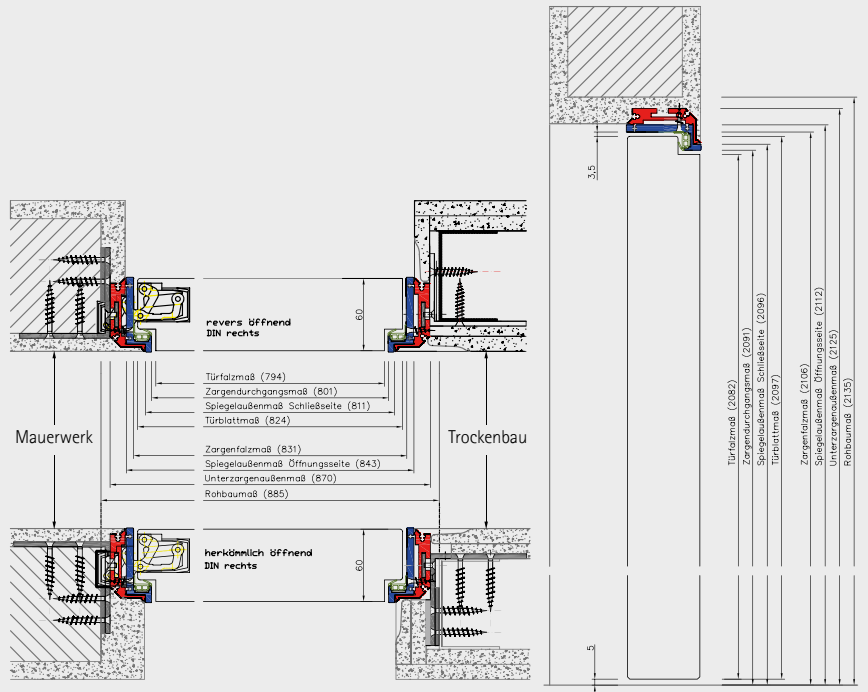 revers öffnend
DIN rechts
60
Türfalzmaß (794)
Zargendurchgangsmaß (801)
Spiegelaußenmaß Schließseite (811)
Türblattmaß (824)
Mauerwerk
Trockenbau
Zargenfalzmaß (831)
Spiegelaußenmaß Öffnungsseite (843)
Unterzargenaußenmaß (870)
Rohbaumaß (885)
herkömmlich öffnend
DIN rechts
60
3,5
Türfalzmaß (2082)
Zargendurchgangsmaß (2091)
Spiegelaußenmaß Schließseite (2096)
Türblattmaß (2097)
Zargenfalzmaß (2106)
Spiegelaußenmaß Öffnungsseite (2112)
Unterzargenaußenmaß (2125)
Rohbaumaß (2135)
5